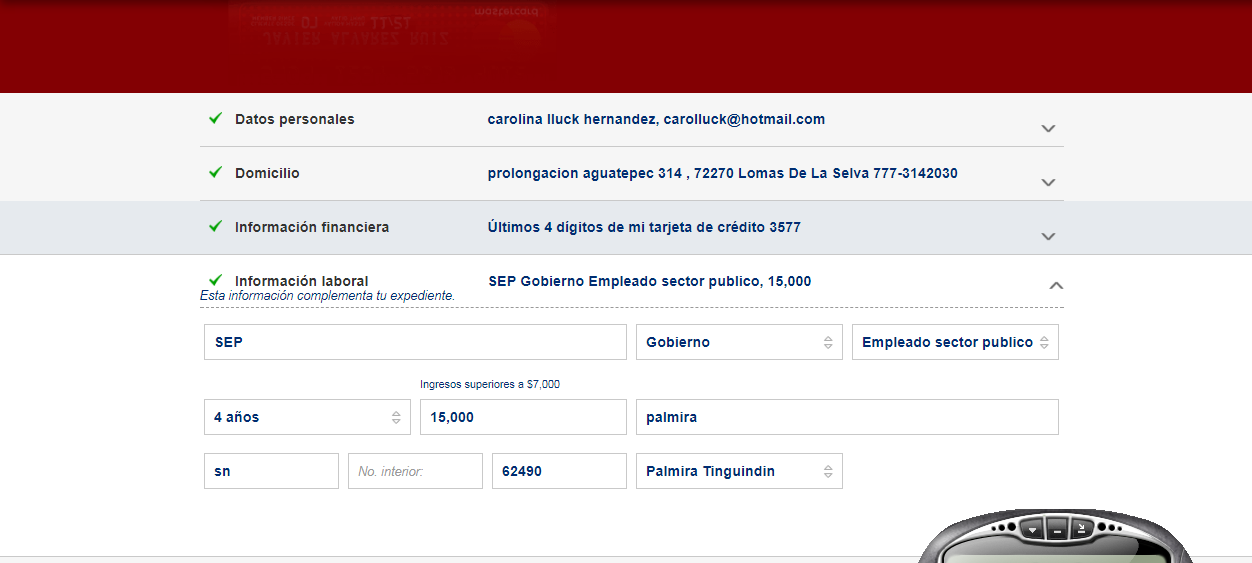 Datos personales carolina lluck hernandez, carolluck@hotmail.com
Domicilio prolongacion aguatepec 314 , 72270 Lomas De La Selva 777-3142030
Información financiera Últimos 4 dígitos de mi tarjeta de crédito 3577
Información laboral SEP Gobierno Empleado sector publico, 15,000
Esta información complementa tu expediente.
SEP Gobierno Empleado sector publico
Ingresos superiores a $7,000
4 años 15,000 palmira
sn No. interior: 62490 Palmira Tinguindin